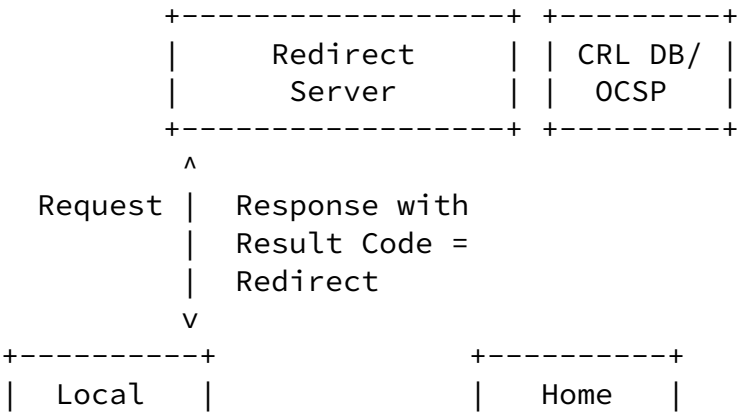 +------------------+ +---------+
|     Redirect     | | CRL DB/ |
|      Server      | |  OCSP   |
+------------------+ +---------+
^
Request |  Response with
|  Result Code =
|  Redirect
v
+----------+              +----------+
|  Local   |              |   Home   |